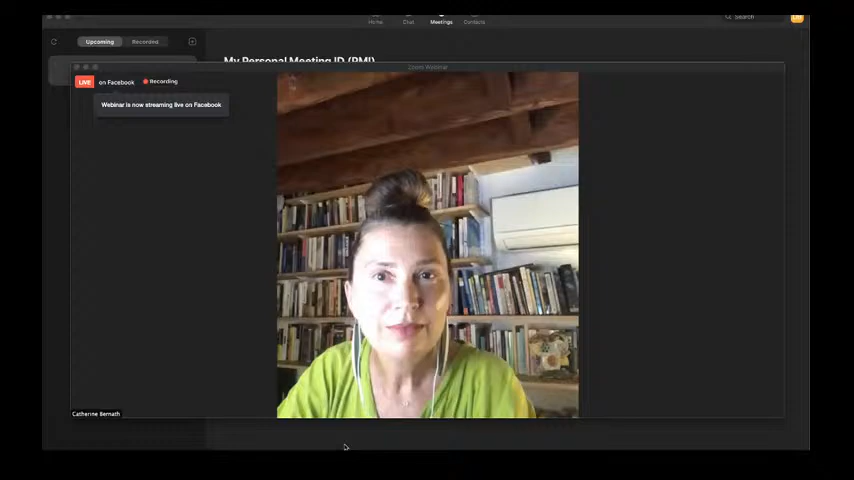 Home Chat Meetings Contacts Search
Upcoming Recorded
My Personal Meeting ID (PMI)
Zoom Webinar
LIVE on Facebook Recording
Webinar is now streaming live on Facebook
Catherine Bernath